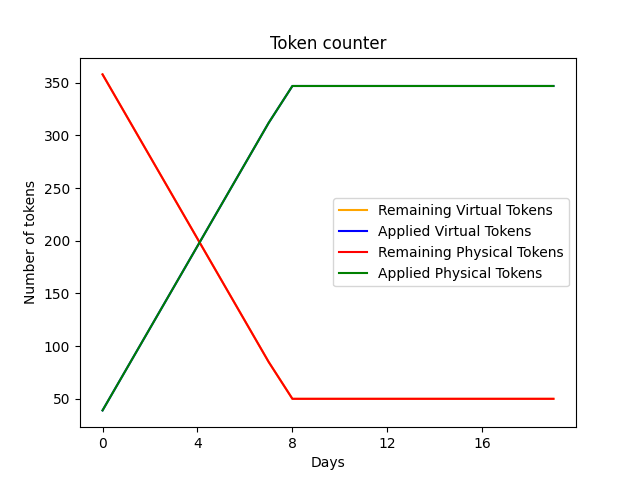 Token counter
Number of tokens
350
300
250
200
150
100
50
Remaining Virtual Tokens
Applied Virtual Tokens
Remaining Physical Tokens
Applied Physical Tokens
0 4 8 12 16
Days